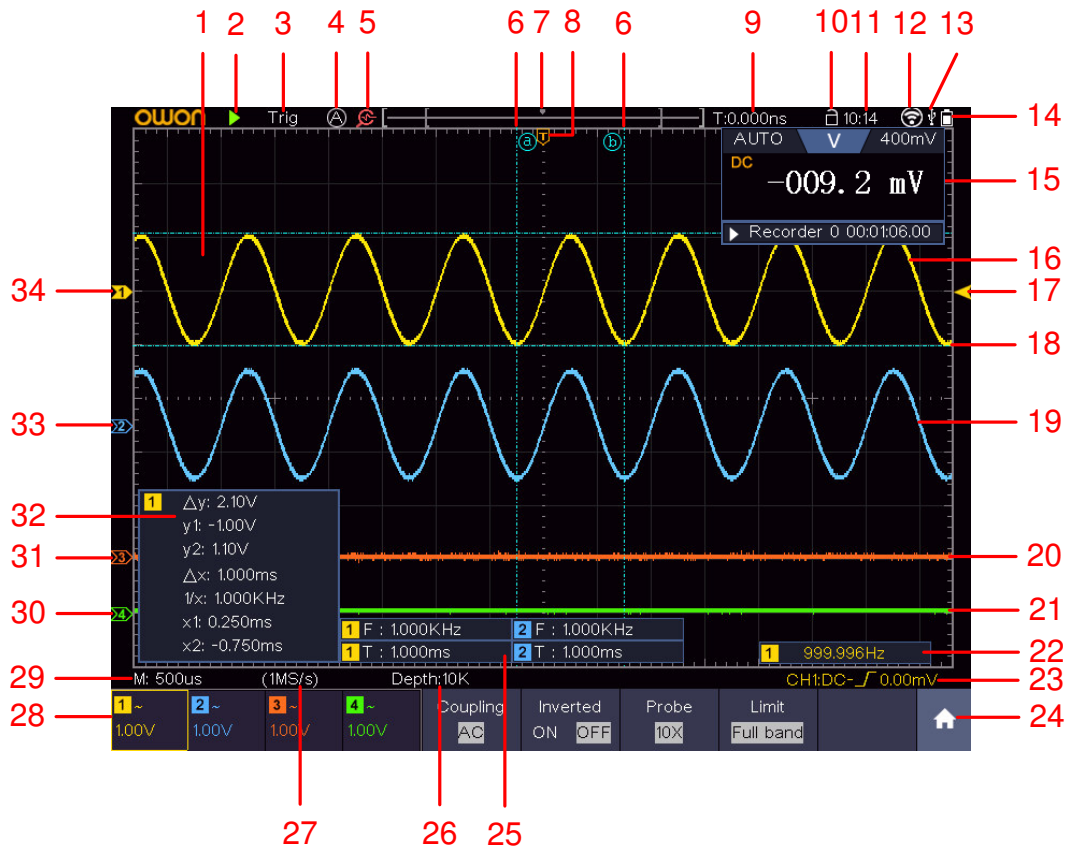 1 2 3 4 5 6 7 8 6 9 10 11 12 13
owon Trig A T:0.000ns 10:14
14
a T b
AUTO V 400mV
DC
-009.2 mV
15
Recorder 0 00:01:06.00
16
34 1 17
18
33 2 19
32
1 △y: 2.10V
y1: -1.00V
y2: 1.10V
△x: 1.000ms
1/x: 1.000KHz
x1: 0.250ms
x2: -0.750ms
31 3 20
30 4 21
1 F : 1.000KHz 2 F : 1.000KHz
1 T : 1.000ms 2 T : 1.000ms
1 999.996Hz 22
29 M: 500us (1MS/s) Depth:10K CH1:DC- 0.00mV 23
28
1 ~ 2 ~ 3 ~ 4 ~
1.00V 1.00V 1.00V 1.00V
Coupling Inverted Probe Limit
AC ON OFF 10X Full band
24
27 26 25